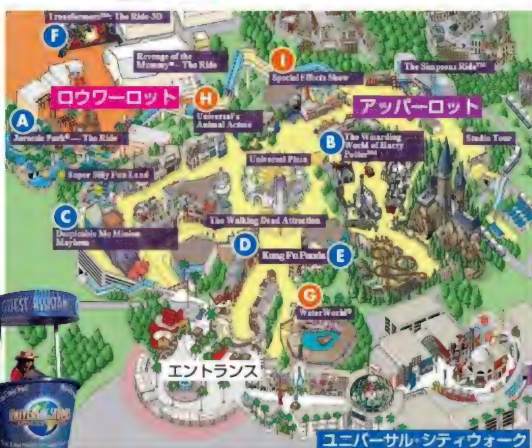 Transformers™: The Ride-3D
F
Revenge of the
Mummy® — The Ride
I
Special Effects Show
The Simpsons Ride™
ロウワーロット
H
Universal's
Animal Actors
アッパーロット
A
Jurassic Park® — The Ride
B
The Wizarding
World of Harry
Potter™
Studio Tour
Universal Plaza
Super Silly Fun Land
C
Despicable Me Minion
Mayhem
The Walking Dead Attraction
D
Kung Fu Panda
E
G
WaterWorld®
エントランス
ユニバーサル・シティウォーク